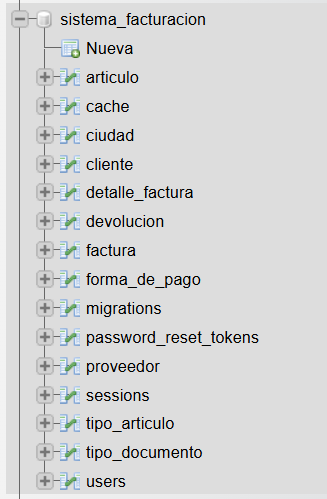 sistema_facturacion
Nueva
articulo
cache
ciudad
cliente
detalle_factura
devolucion
factura
forma_de_pago
migrations
password_reset_tokens
proveedor
sessions
tipo_articulo
tipo_documento
users